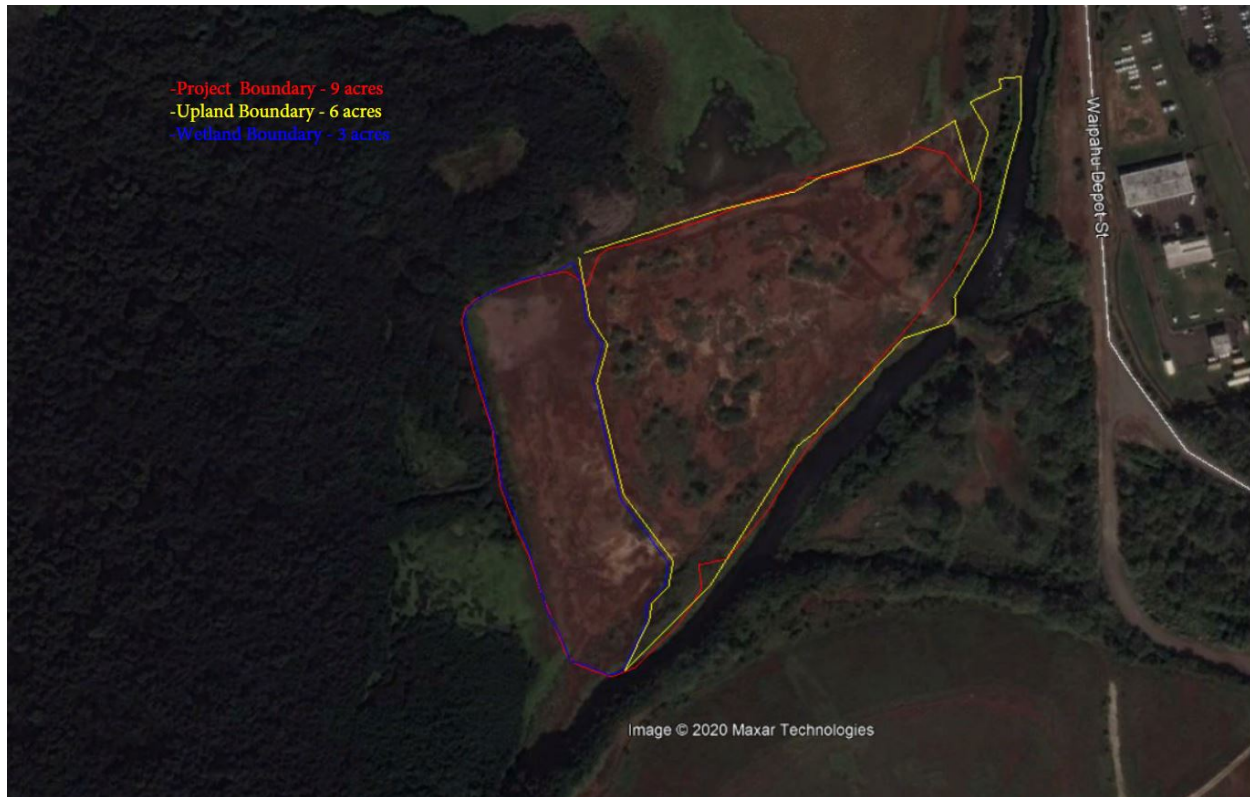 -Project Boundary - 9 acres
-Upland Boundary - 6 acres
-Wetland Boundary - 3 acres
Waipahu Depot St
Image © 2020 Maxar Technologies